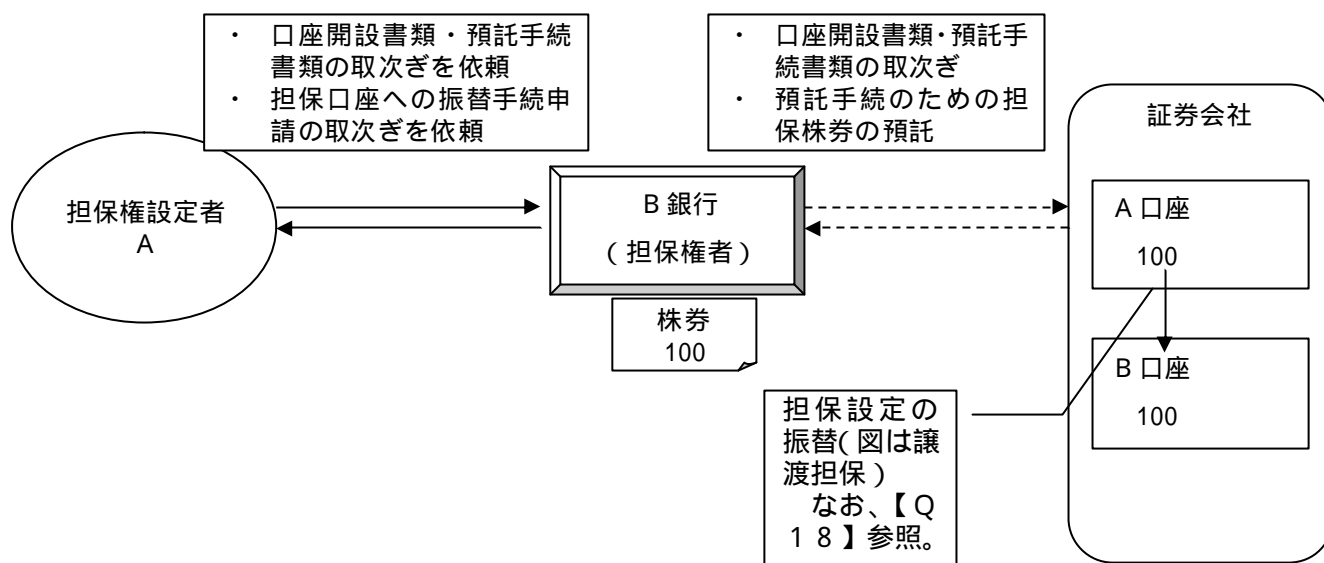 ・ 口座開設書類・預託手続
書類の取次ぎを依頼
・ 担保口座への振替手続申
請の取次ぎを依頼
・ 口座開設書類・預託手
続書類の取次ぎ
・ 預託手続のための担
保株券の預託
担保権設定者
A
B 銀行
(担保権者)
株券
100
証券会社
A 口座
100
B 口座
100
担保設定の
振替(図は譲
渡担保)
なお、【Q
18】参照。